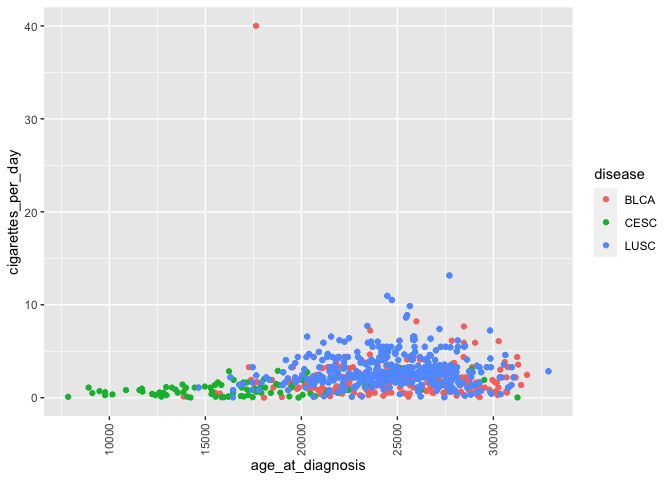 40
30
20
10
0
cigarettes_per_day
10000
15000
20000
25000
30000
age_at_diagnosis
disease
BLCA
CESC
LUSC